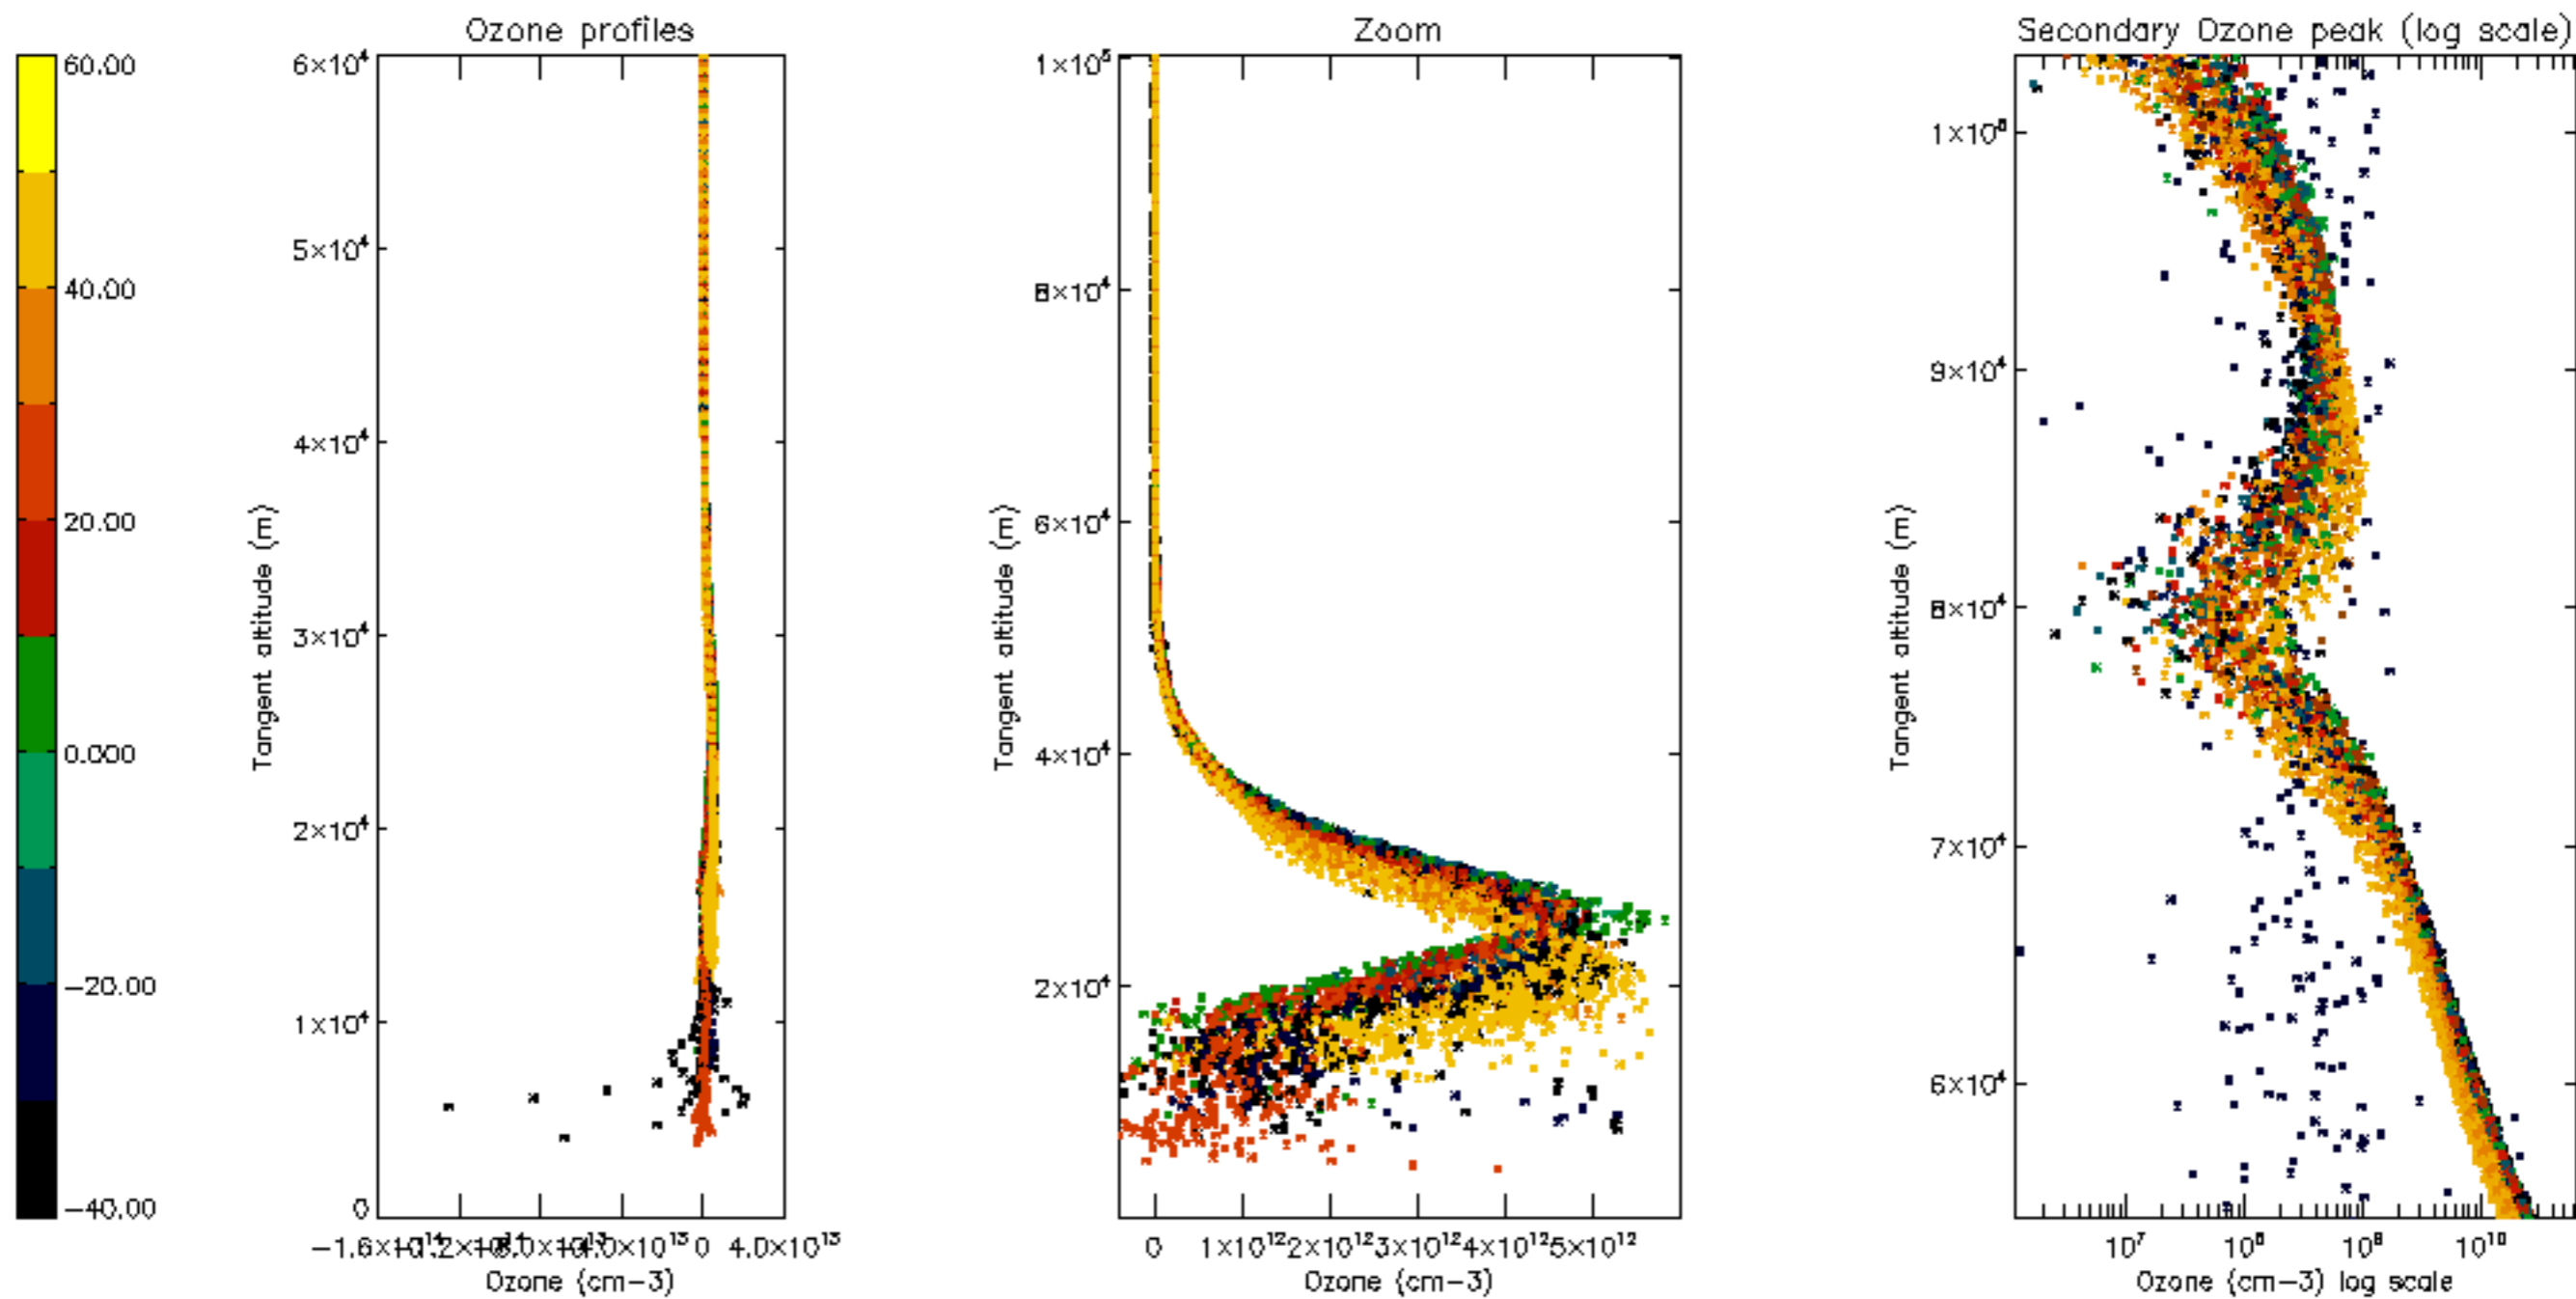 Ozone profiles
Zoom
Secondary Ozone peak (log scale)
60.00
40.00
20.00
0.000
−20.00
−40.00
6×10⁴
5×10⁴
4×10⁴
3×10⁴
2×10⁴
1×10⁴
0
Tangent altitude (m)
0 4.0×10¹³
Ozone (cm−3)
1×10⁵
8×10⁴
6×10⁴
4×10⁴
2×10⁴
Tangent altitude (m)
0 1×10¹² 2×10¹² 3×10¹² 4×10¹² 5×10¹²
Ozone (cm−3)
9×10⁴
8×10⁴
7×10⁴
6×10⁴
Tangent altitude (m)
10⁷ 10⁸ 10⁹ 10¹⁰
Ozone (cm−3) log scale